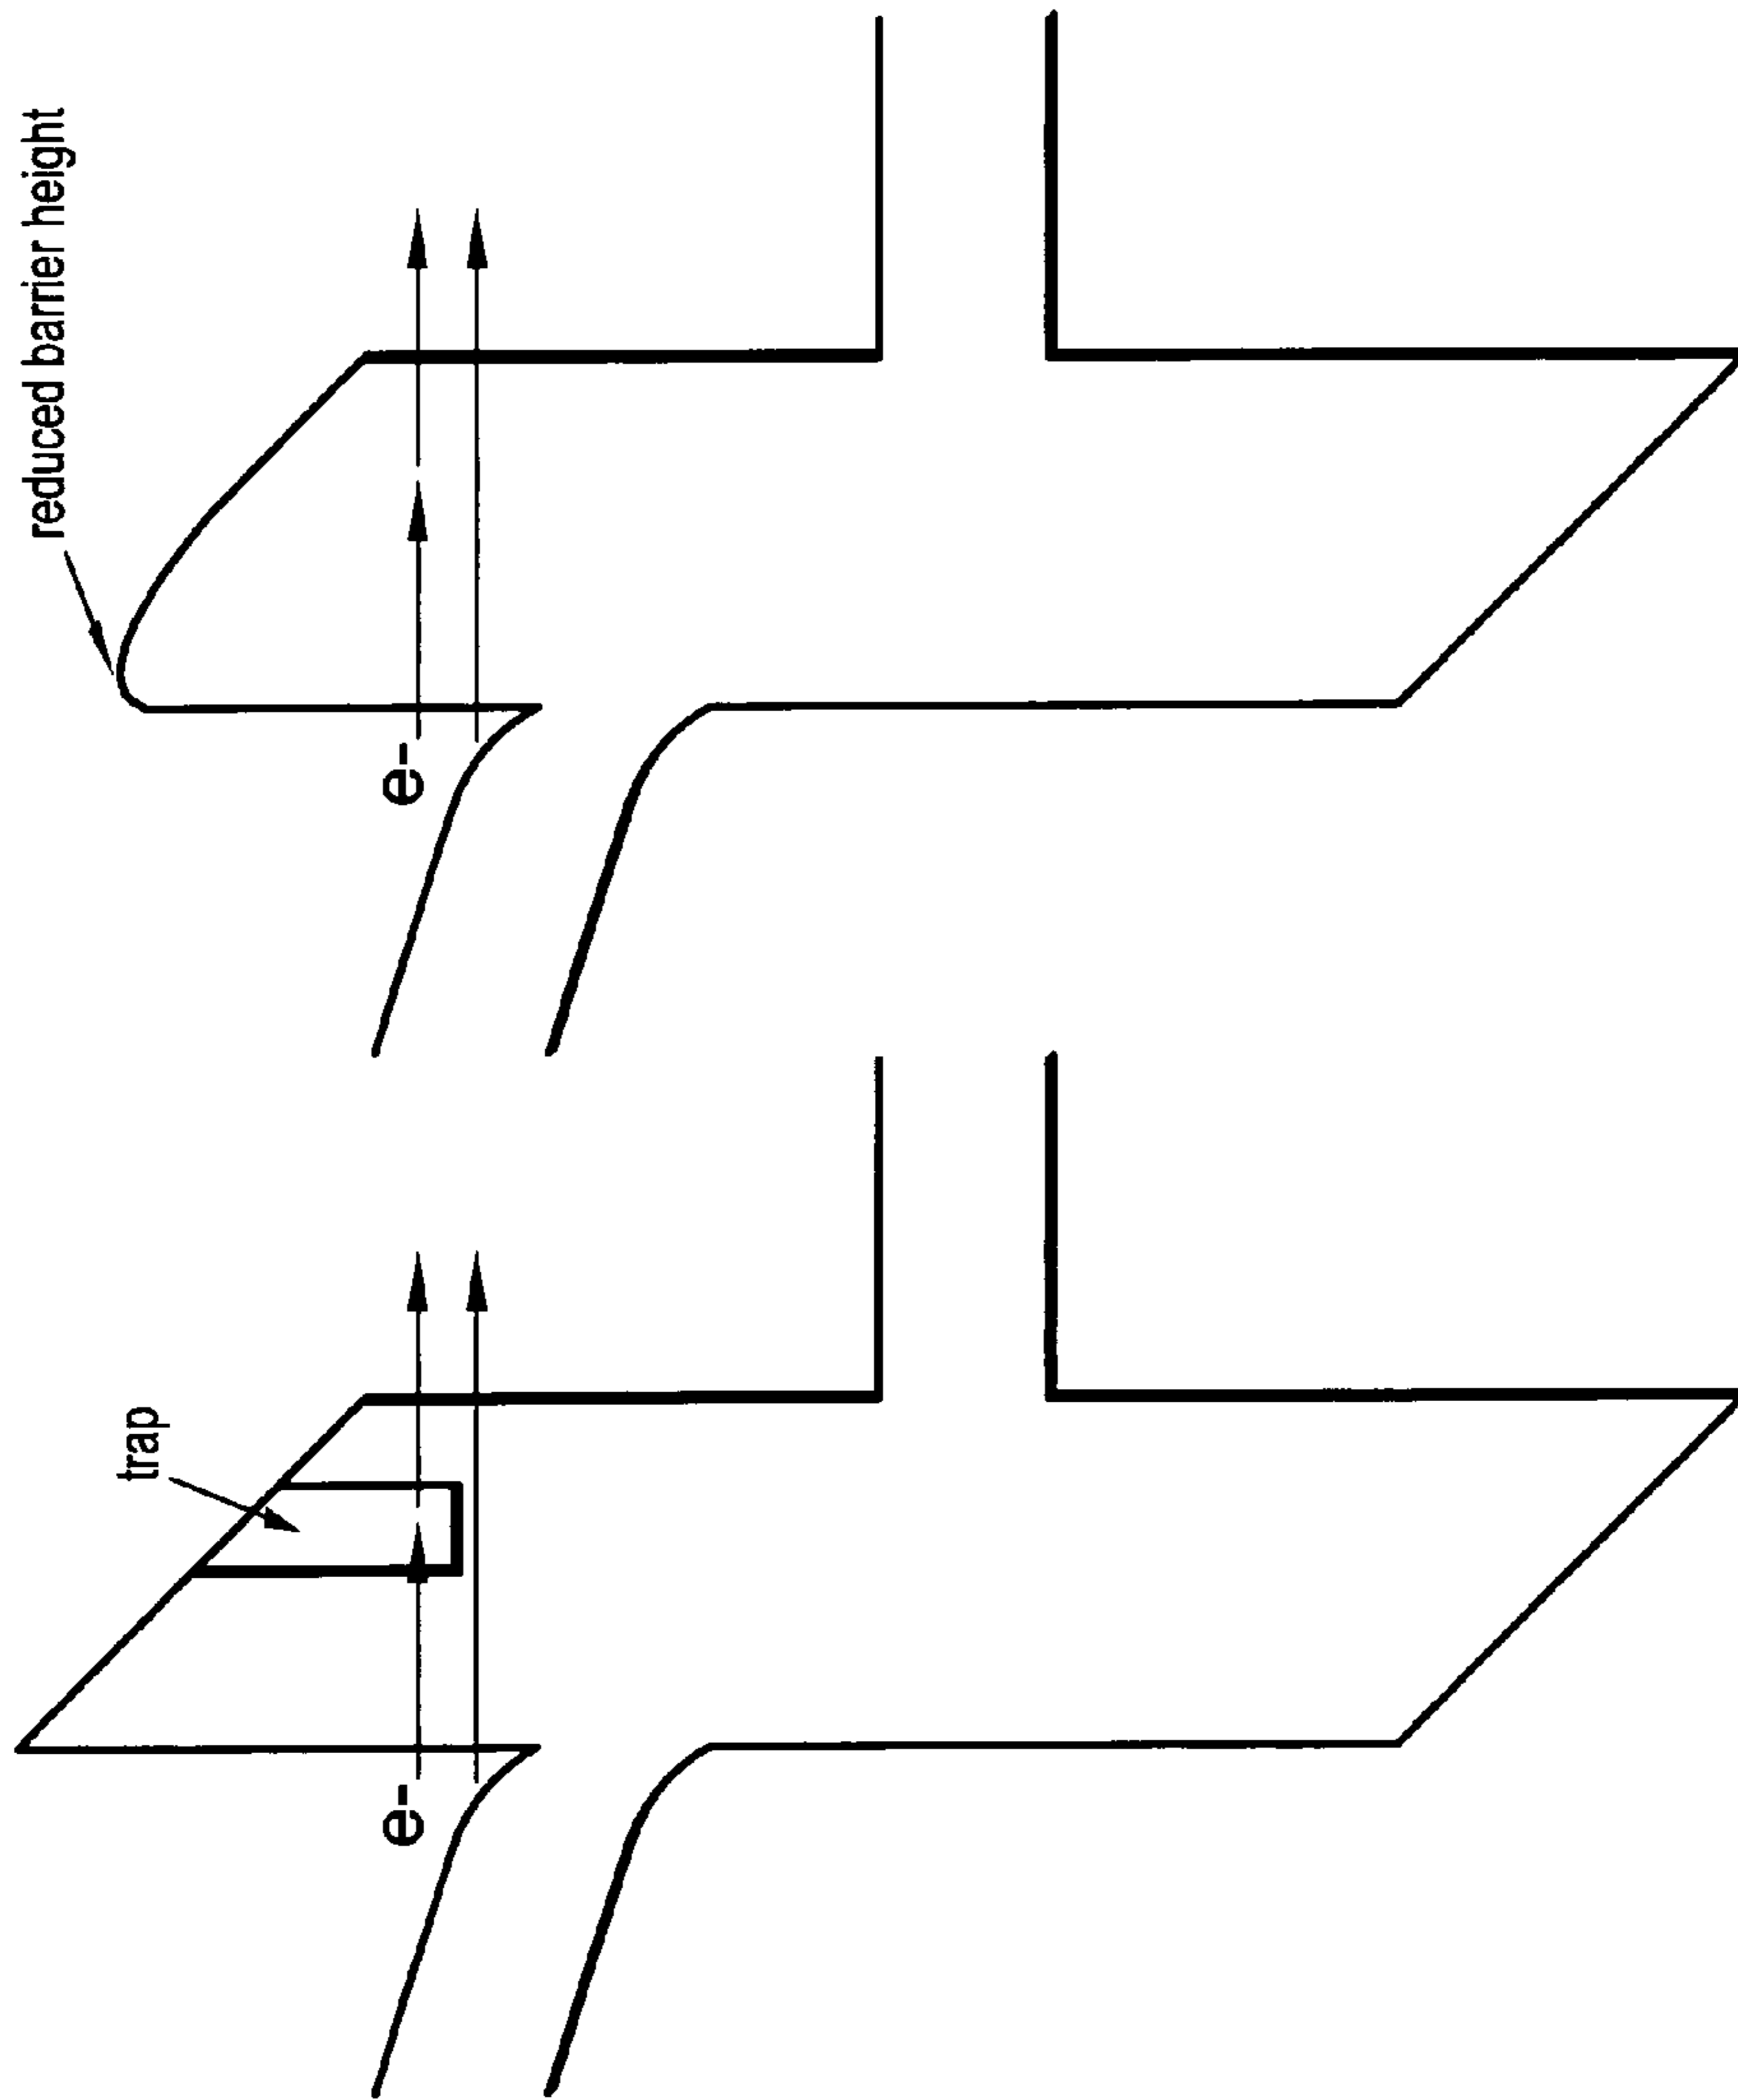 reduced barrier height
e-
trap
e-